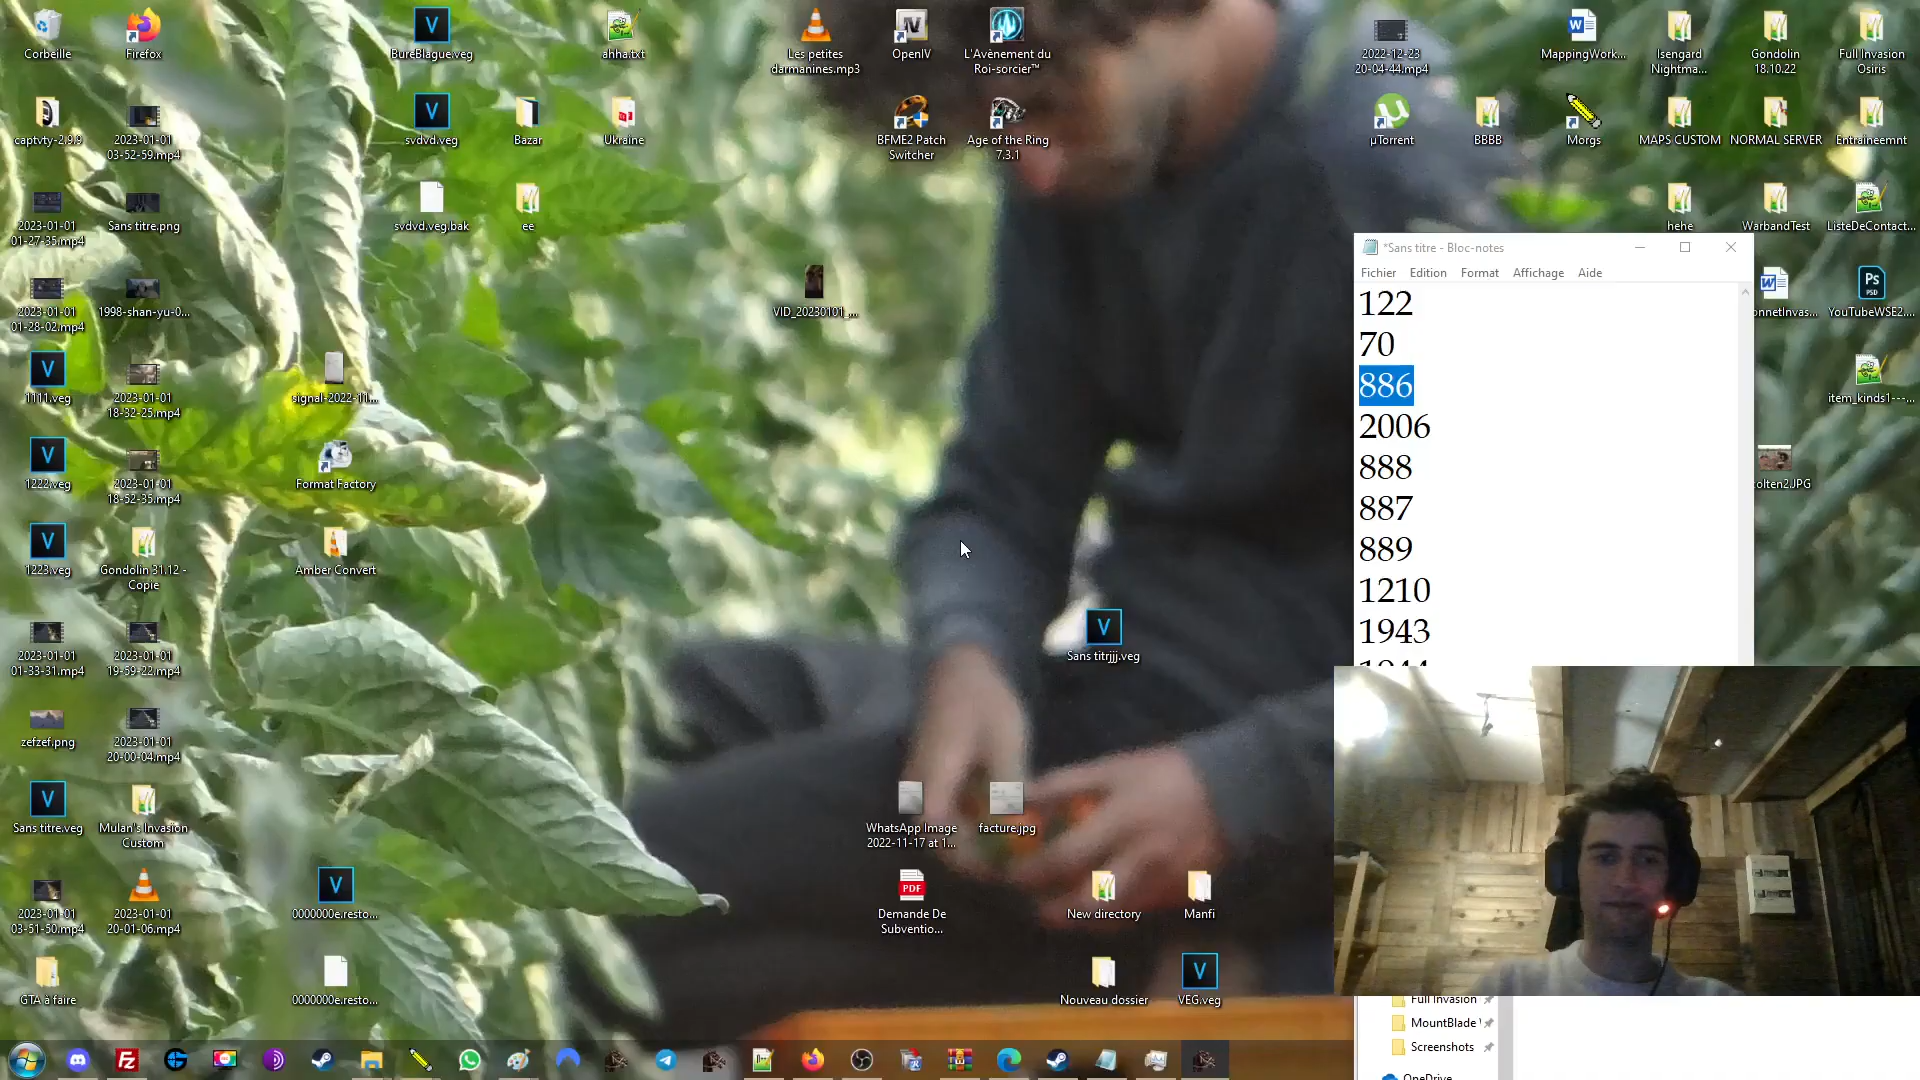 Corbeille
Firefox
BureBlague.veg
ahha.txt
Les petites
darmanines.mp3
OpenIV
L'Avènement du
Roi-sorcier™
2022-12-23
20-04-44.mp4
MappingWork...
Isengard
Nightma...
Gondolin
18.10.22
Full Invasion
Osiris
captvty-2.9.9
2023-01-01
03-52-59.mp4
svdvd.veg
Bazar
Ukraine
BFME2 Patch
Switcher
Age of the Ring
7.3.1
µTorrent
BBBB
Morgs
MAPS CUSTOM
NORMAL SERVER
Entraineemnt
2023-01-01
01-27-35.mp4
Sans titre.png
svdvd.veg.bak
ee
hehe
WarbandTest
ListeDeContact...
2023-01-01
01-28-02.mp4
1998-shan-yu-0...
VID_20230101_...
onnetInvas...
YouTubeWSE2....
1111.veg
2023-01-01
18-32-25.mp4
signal-2022-11...
item_kinds1---...
1222.veg
2023-01-01
18-52-35.mp4
Format Factory
colten2.JPG
1223.veg
Gondolin 31.12 -
Copie
Amber Convert
2023-01-01
01-33-31.mp4
2023-01-01
19-59-22.mp4
Sans titrjjj.veg
zefzef.png
2023-01-01
20-00-04.mp4
Sans titre.veg
Mulan's Invasion
Custom
WhatsApp Image
2022-11-17 at 1...
facture.jpg
2023-01-01
03-51-50.mp4
2023-01-01
20-01-06.mp4
0000000e.resto...
PDF
Demande De
Subventio...
New directory
Manfi
GTA à faire
0000000e.resto...
Nouveau dossier
VEG.veg
*Sans titre - Bloc-notes
Fichier Edition Format Affichage Aide
122
70
886
2006
888
887
889
1210
1943
1944
Full Invasion
MountBlade
Screenshots
OneDrive